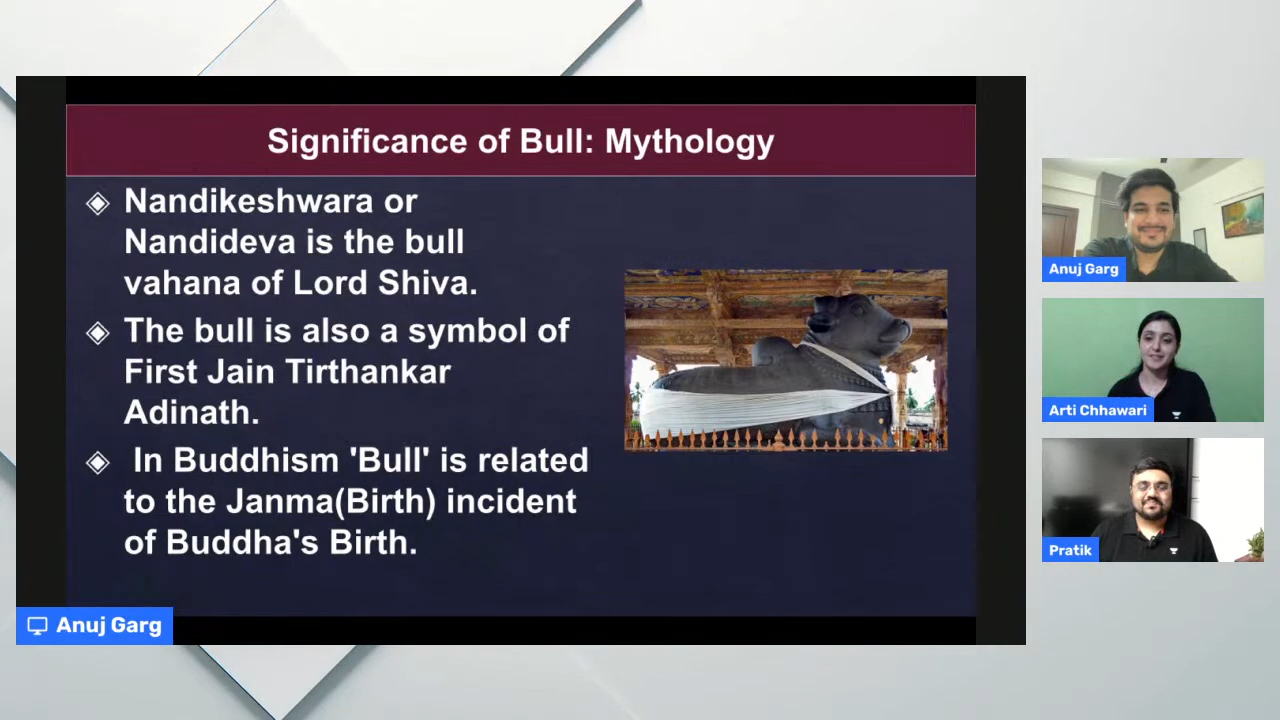 Significance of Bull: Mythology
◈ Nandikeshwara or
Nandideva is the bull
vahana of Lord Shiva.
◈ The bull is also a symbol of
First Jain Tirthankar
Adinath.
◈ In Buddhism 'Bull' is related
to the Janma(Birth) incident
of Buddha's Birth.
Anuj Garg
Anuj Garg
Arti Chhawari
Pratik